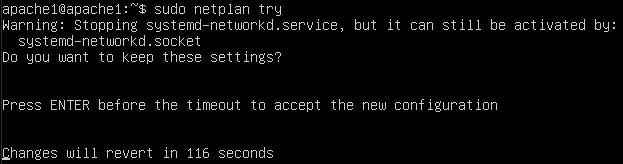 apache1@apache1:~$ sudo netplan try
Warning: Stopping systemd-networkd.service, but it can still be activated by:
  systemd-networkd.socket
Do you want to keep these settings?
Press ENTER before the timeout to accept the new configuration
Changes will revert in 116 seconds